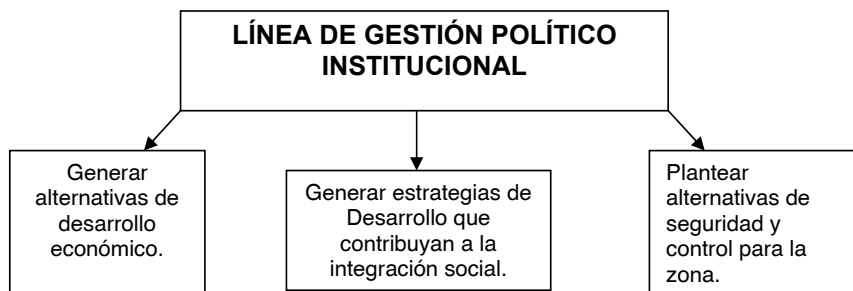 LÍNEA DE GESTIÓN POLÍTICO
INSTITUCIONAL
Generar
alternativas de
desarrollo
económico.
Generar estrategias de
Desarrollo que
contribuyan a la
integración social.
Plantear
alternativas de
seguridad y
control para la
zona.